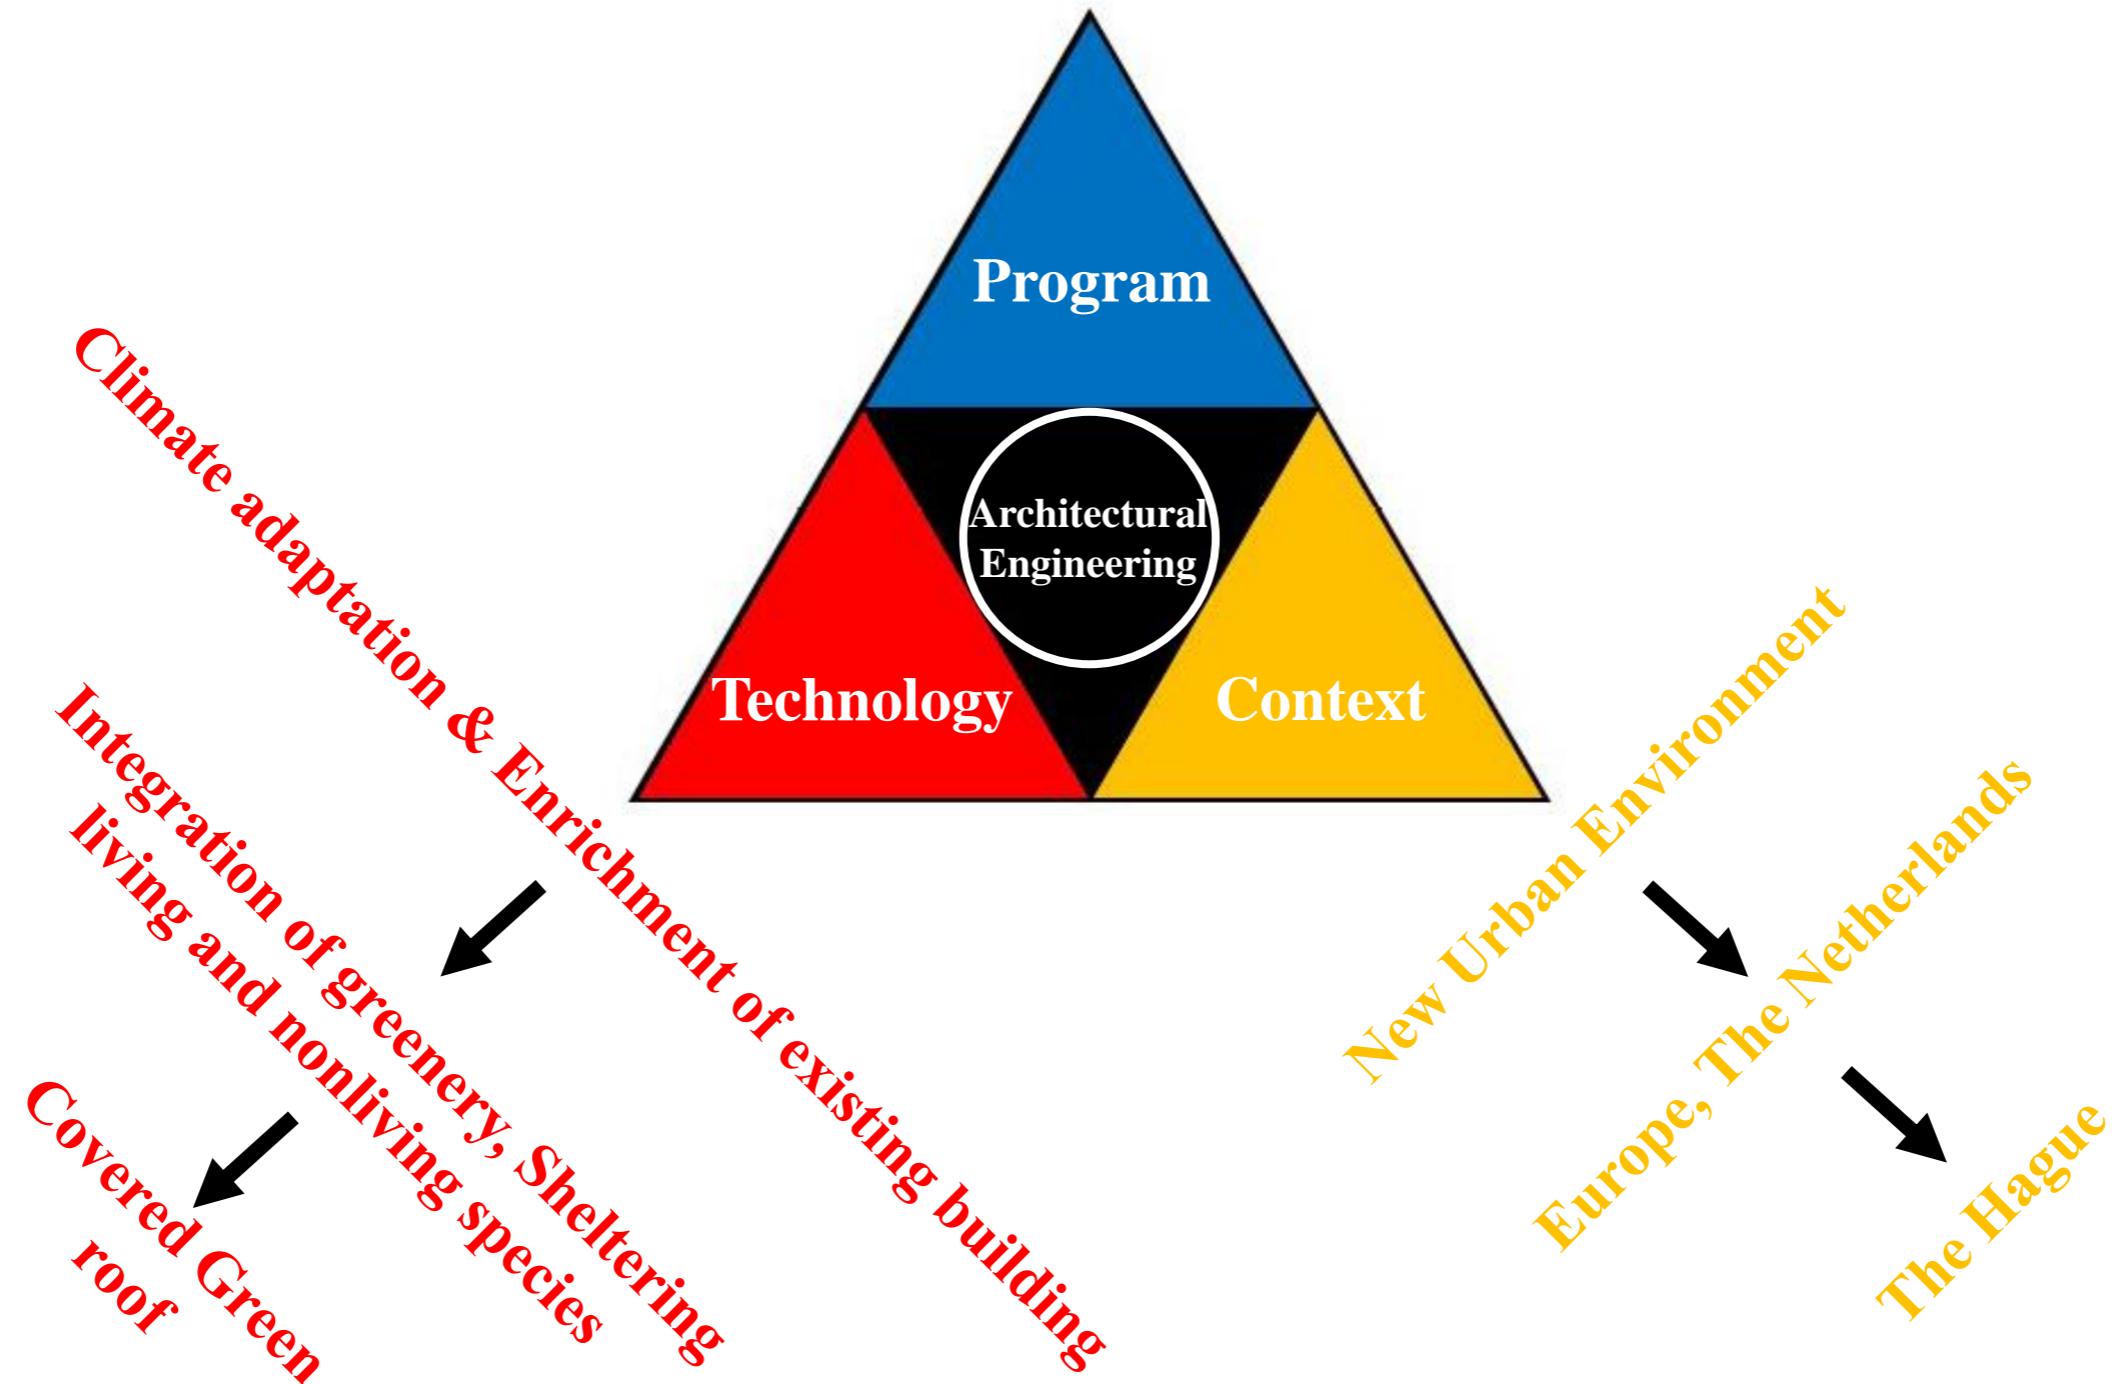 Program
Architectural
Engineering
Technology
Context
Climate adaptation & Enrichment of existing building
Integration of greenery, Sheltering
living and nonliving species
Covered Green
roof
New Urban Environment
Europe, The Netherlands
The Hague